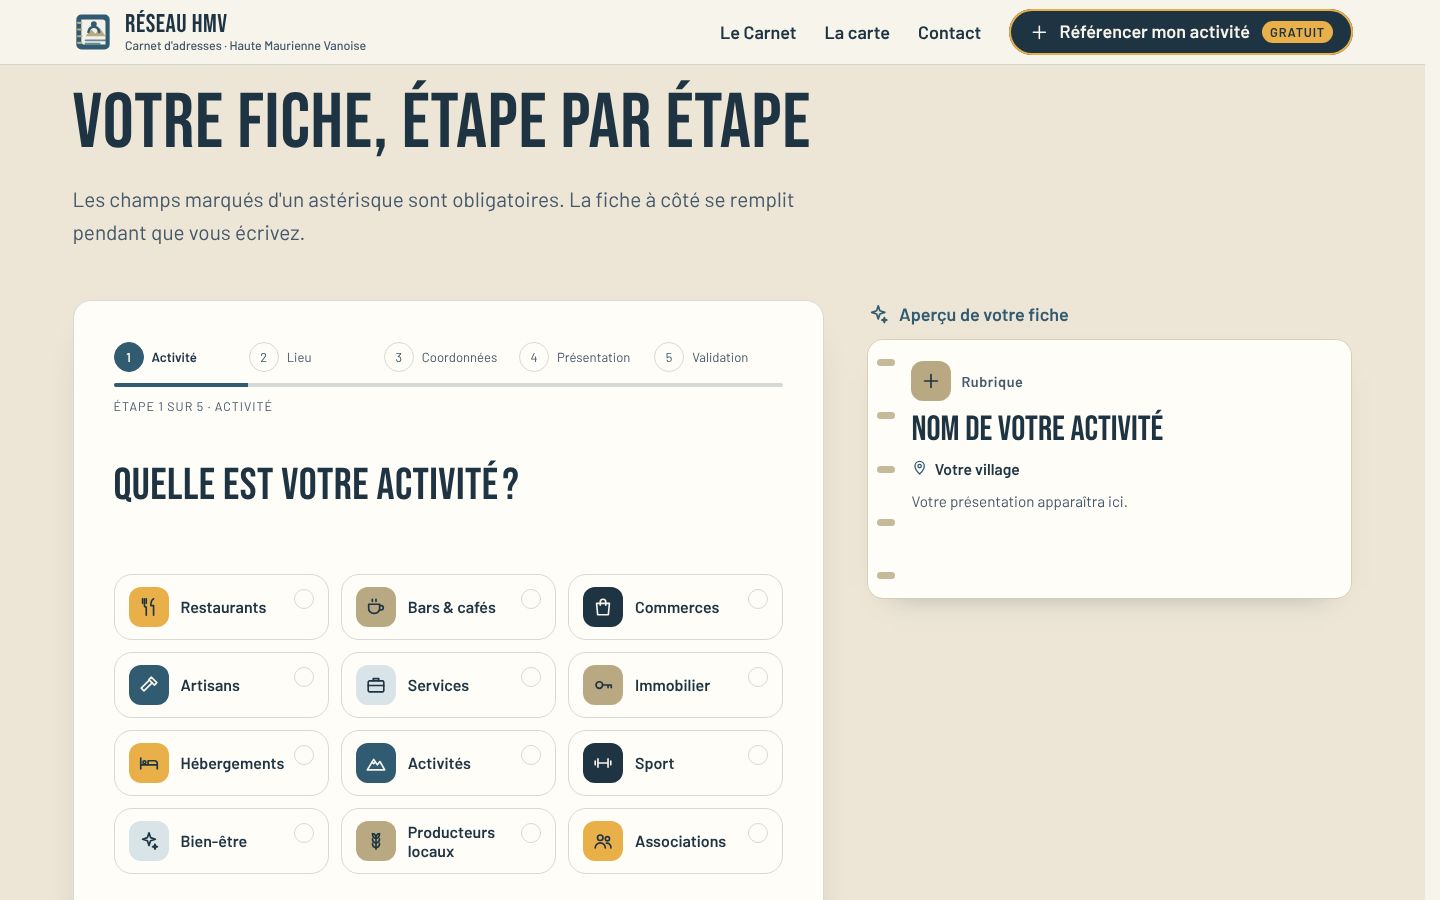 RÉSEAU HMV
Carnet d'adresses · Haute Maurienne Vanoise
Le Carnet
La carte
Contact
Référencer mon activité
GRATUIT
VOTRE FICHE, ÉTAPE PAR ÉTAPE
Les champs marqués d'un astérisque sont obligatoires. La fiche à côté se remplit
pendant que vous écrivez.
1 Activité
2 Lieu
3 Coordonnées
4 Présentation
5 Validation
ÉTAPE 1 SUR 5 · ACTIVITÉ
QUELLE EST VOTRE ACTIVITÉ ?
Restaurants
Bars & cafés
Commerces
Artisans
Services
Immobilier
Hébergements
Activités
Sport
Bien-être
Producteurs
locaux
Associations
Aperçu de votre fiche
Rubrique
NOM DE VOTRE ACTIVITÉ
Votre village
Votre présentation apparaîtra ici.